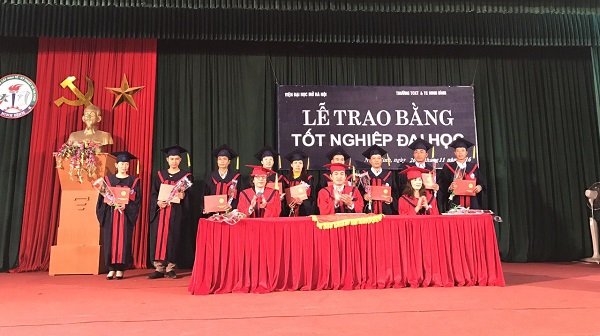 VIỆN ĐẠI HỌC MỞ HÀ NỘI
TRƯỜNG TCKT & TC NINH BÌNH
LỄ TRAO BẰNG
TỐT NGHIỆP ĐẠI HỌC